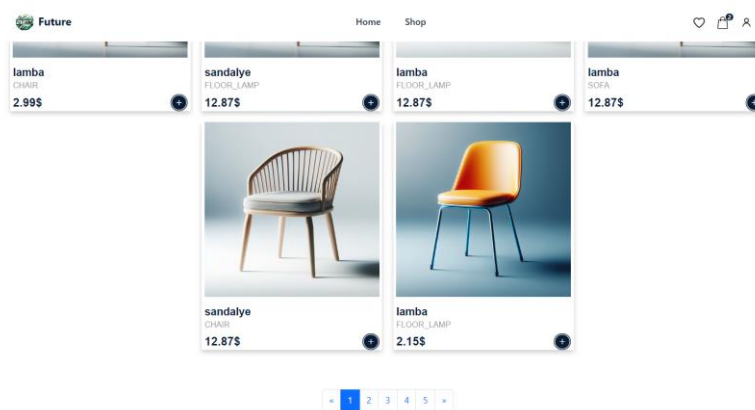 Future
Home
Shop
lamba
CHAIR
2.99$
+
sandalye
FLOOR_LAMP
12.87$
+
lamba
FLOOR_LAMP
12.87$
+
lamba
SOFA
12.87$
+
sandalye
CHAIR
12.87$
+
lamba
FLOOR_LAMP
2.15$
+
« 1 2 3 4 5 »